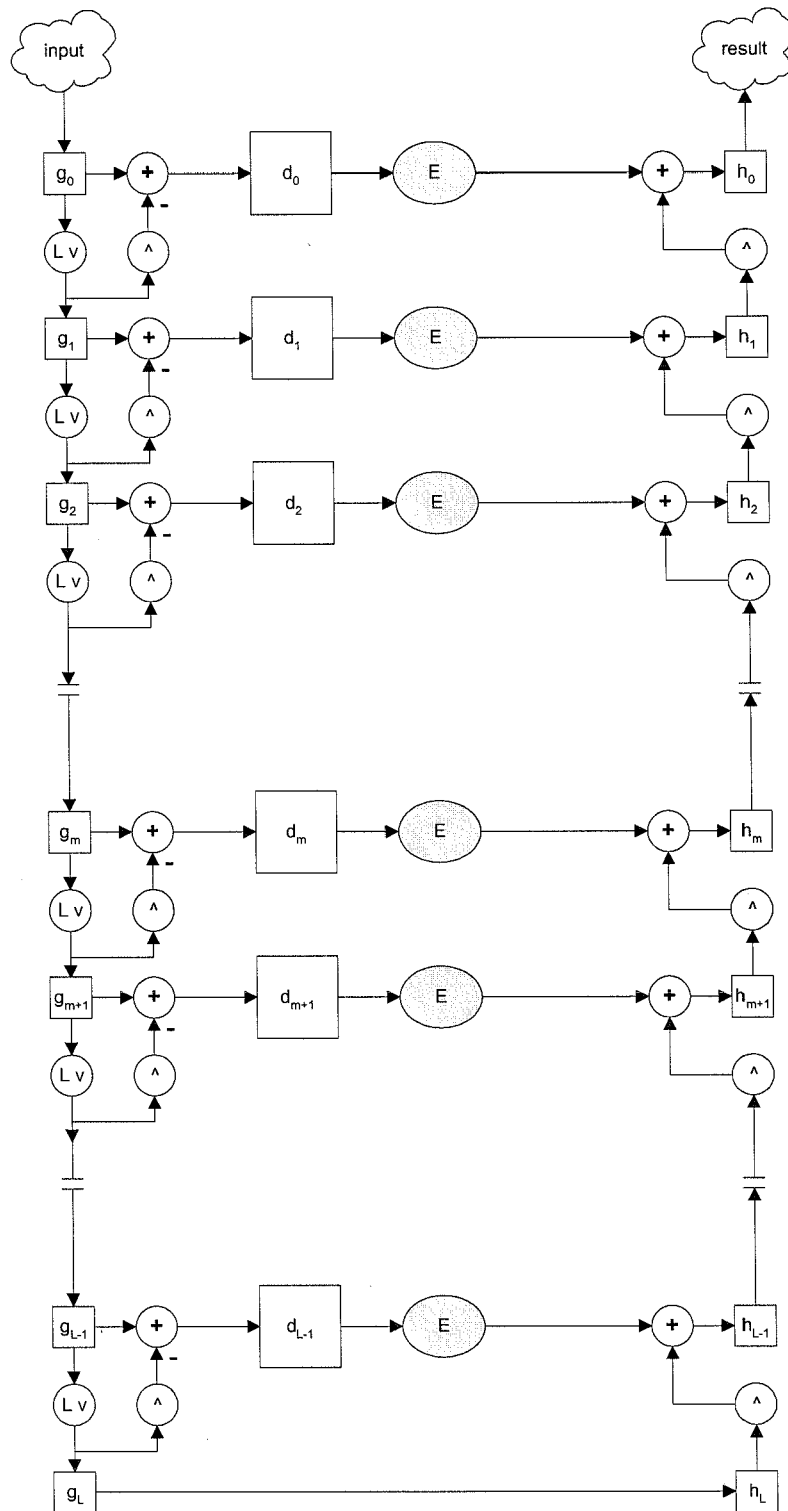 input result
g0 + d0 E + h0
-
L v ^ ^
g1 + d1 E + h1
-
L v ^ ^
g2 + d2 E + h2
-
L v ^ ^
gm + dm E + hm
-
L v ^ ^
gm+1 + dm+1 E + hm+1
-
L v ^ ^
gL-1 + dL-1 E + hL-1
-
L v ^ ^
gL hL